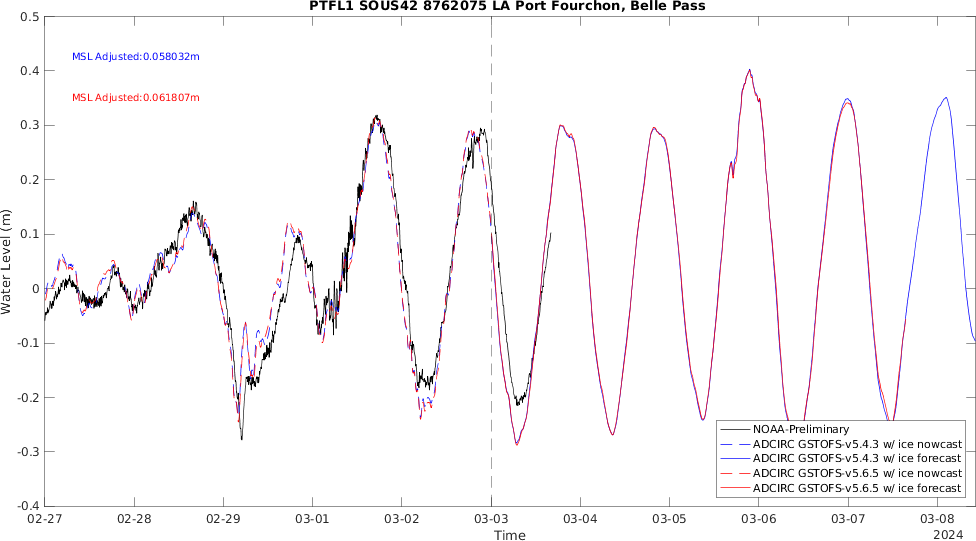 PTFL1 SOUS42 8762075 LA Port Fourchon, Belle Pass
0.5
0.4
0.3
0.2
0.1
0
-0.1
-0.2
-0.3
-0.4
Water Level (m)
MSL Adjusted:0.058032m
MSL Adjusted:0.061807m
NOAA-Preliminary
ADCIRC GSTOFS-v5.4.3 w/ ice nowcast
ADCIRC GSTOFS-v5.4.3 w/ ice forecast
ADCIRC GSTOFS-v5.6.5 w/ ice nowcast
ADCIRC GSTOFS-v5.6.5 w/ ice forecast
02-27 02-28 02-29 03-01 03-02 03-03 03-04 03-05 03-06 03-07 03-08
2024
Time